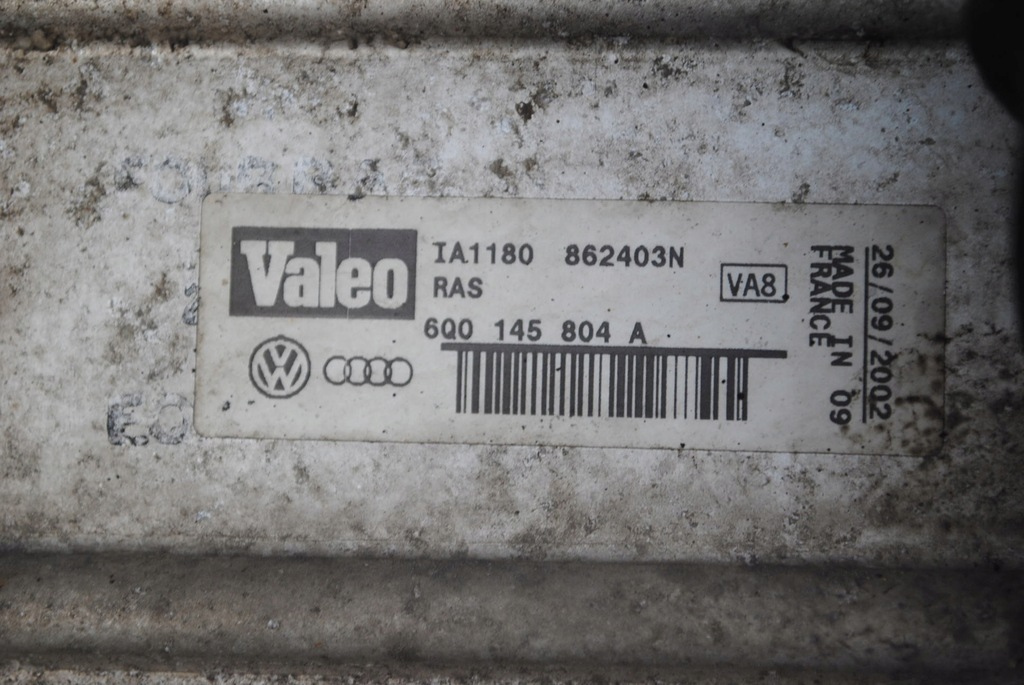 Valeo
IA1180 862403N
RAS
VA8
6Q0 145 804 A
MADE IN 09
FRANCE
26/09/2002